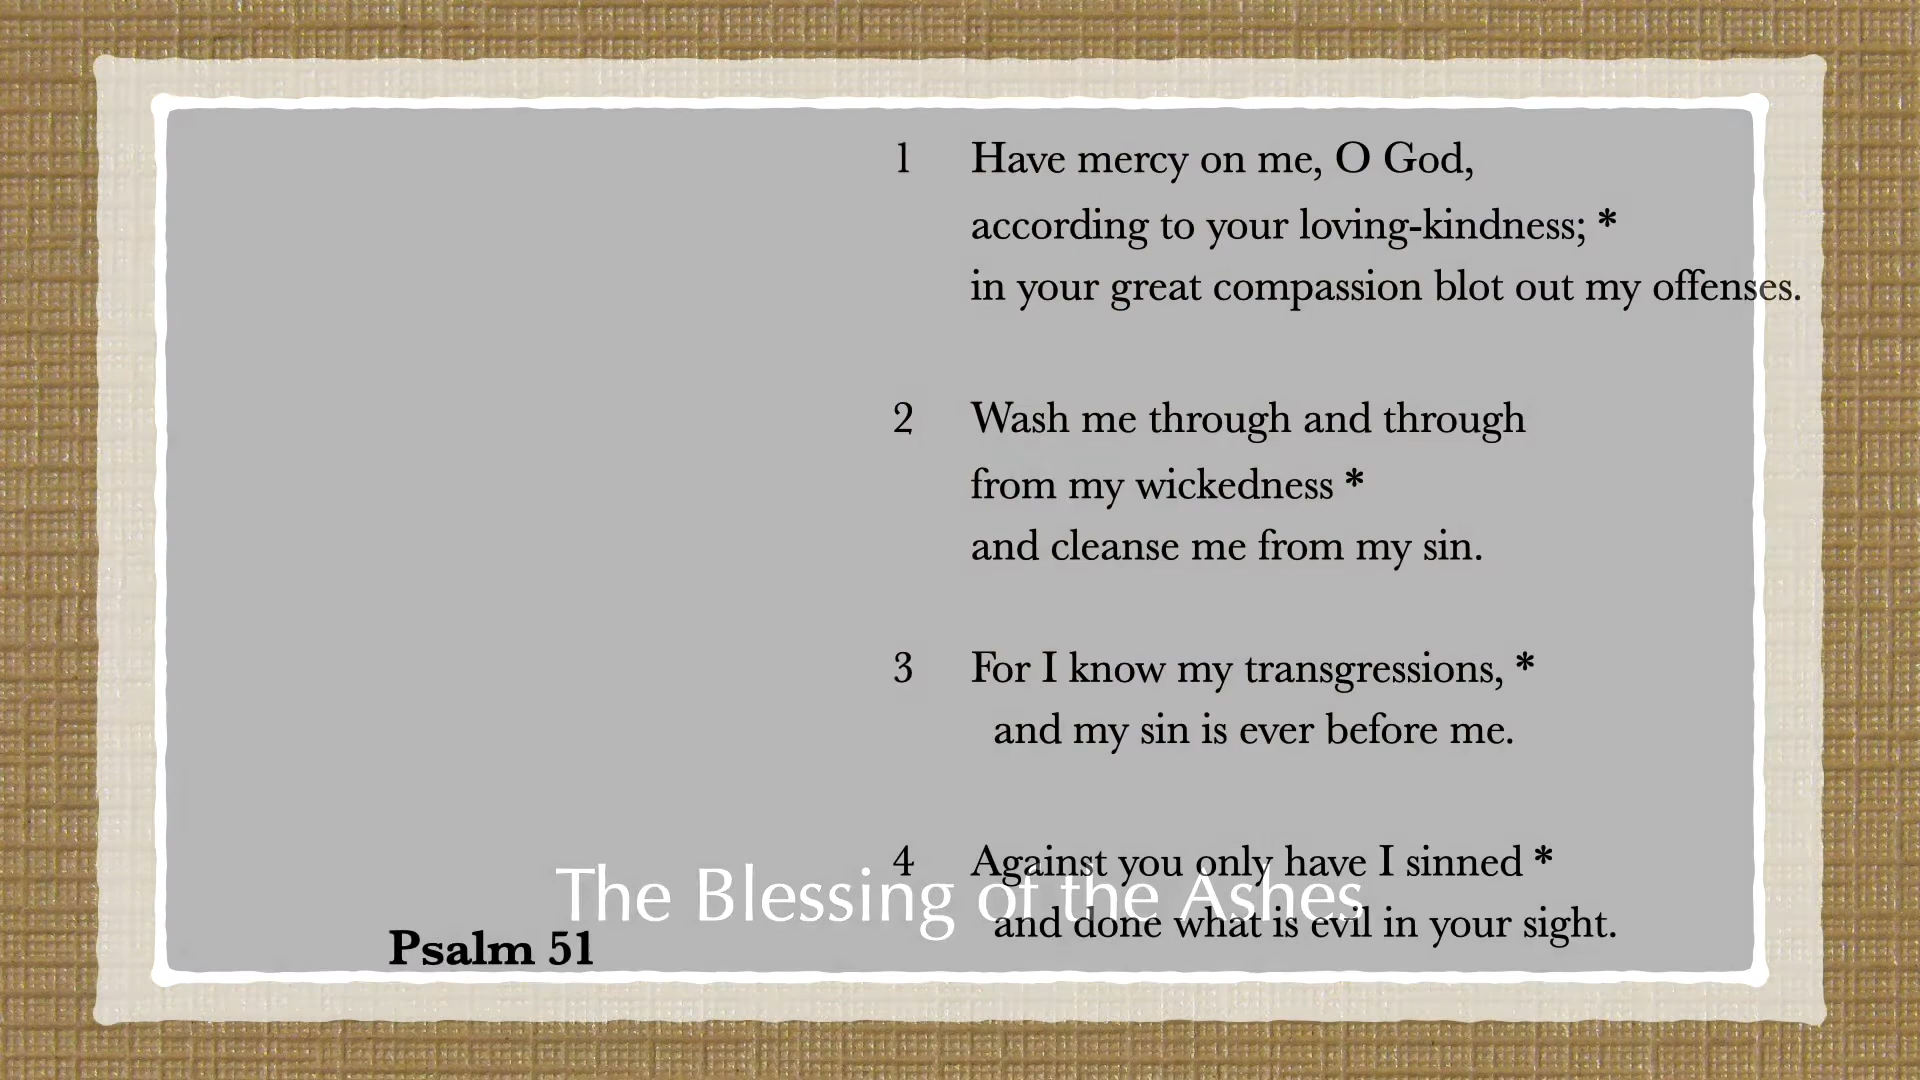 1 Have mercy on me, O God,
according to your loving-kindness; *
in your great compassion blot out my offenses.
2 Wash me through and through
from my wickedness *
and cleanse me from my sin.
3 For I know my transgressions, *
and my sin is ever before me.
4 Against you only have I sinned *
and done what is evil in your sight.
The Blessing of the Ashes
Psalm 51